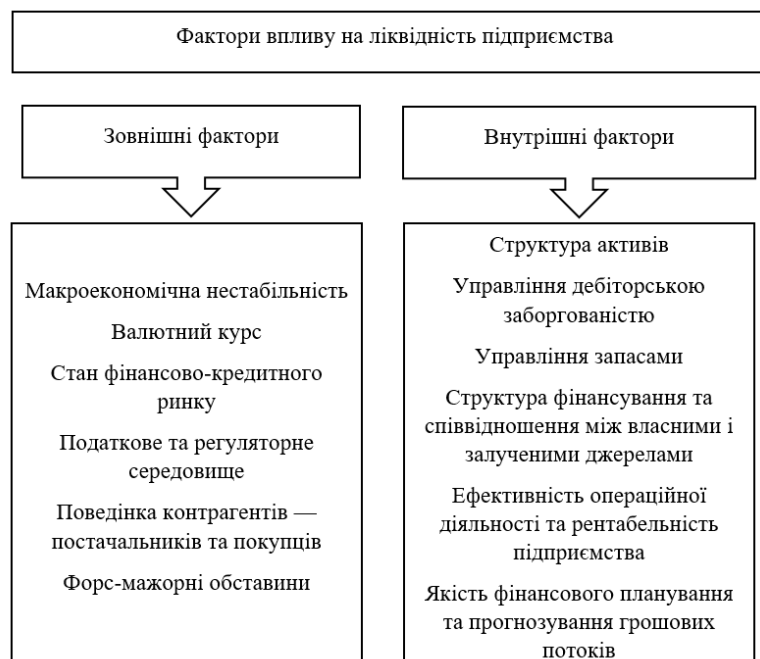 Фактори впливу на ліквідність підприємства
Зовнішні фактори
Внутрішні фактори
Макроекономічна нестабільність
Валютний курс
Стан фінансово-кредитного
ринку
Податкове та регуляторне
середовище
Поведінка контрагентів —
постачальників та покупців
Форс-мажорні обставини
Структура активів
Управління дебіторською
заборгованістю
Управління запасами
Структура фінансування та
співвідношення між власними і
залученими джерелами
Ефективність операційної
діяльності та рентабельність
підприємства
Якість фінансового планування
та прогнозування грошових
потоків